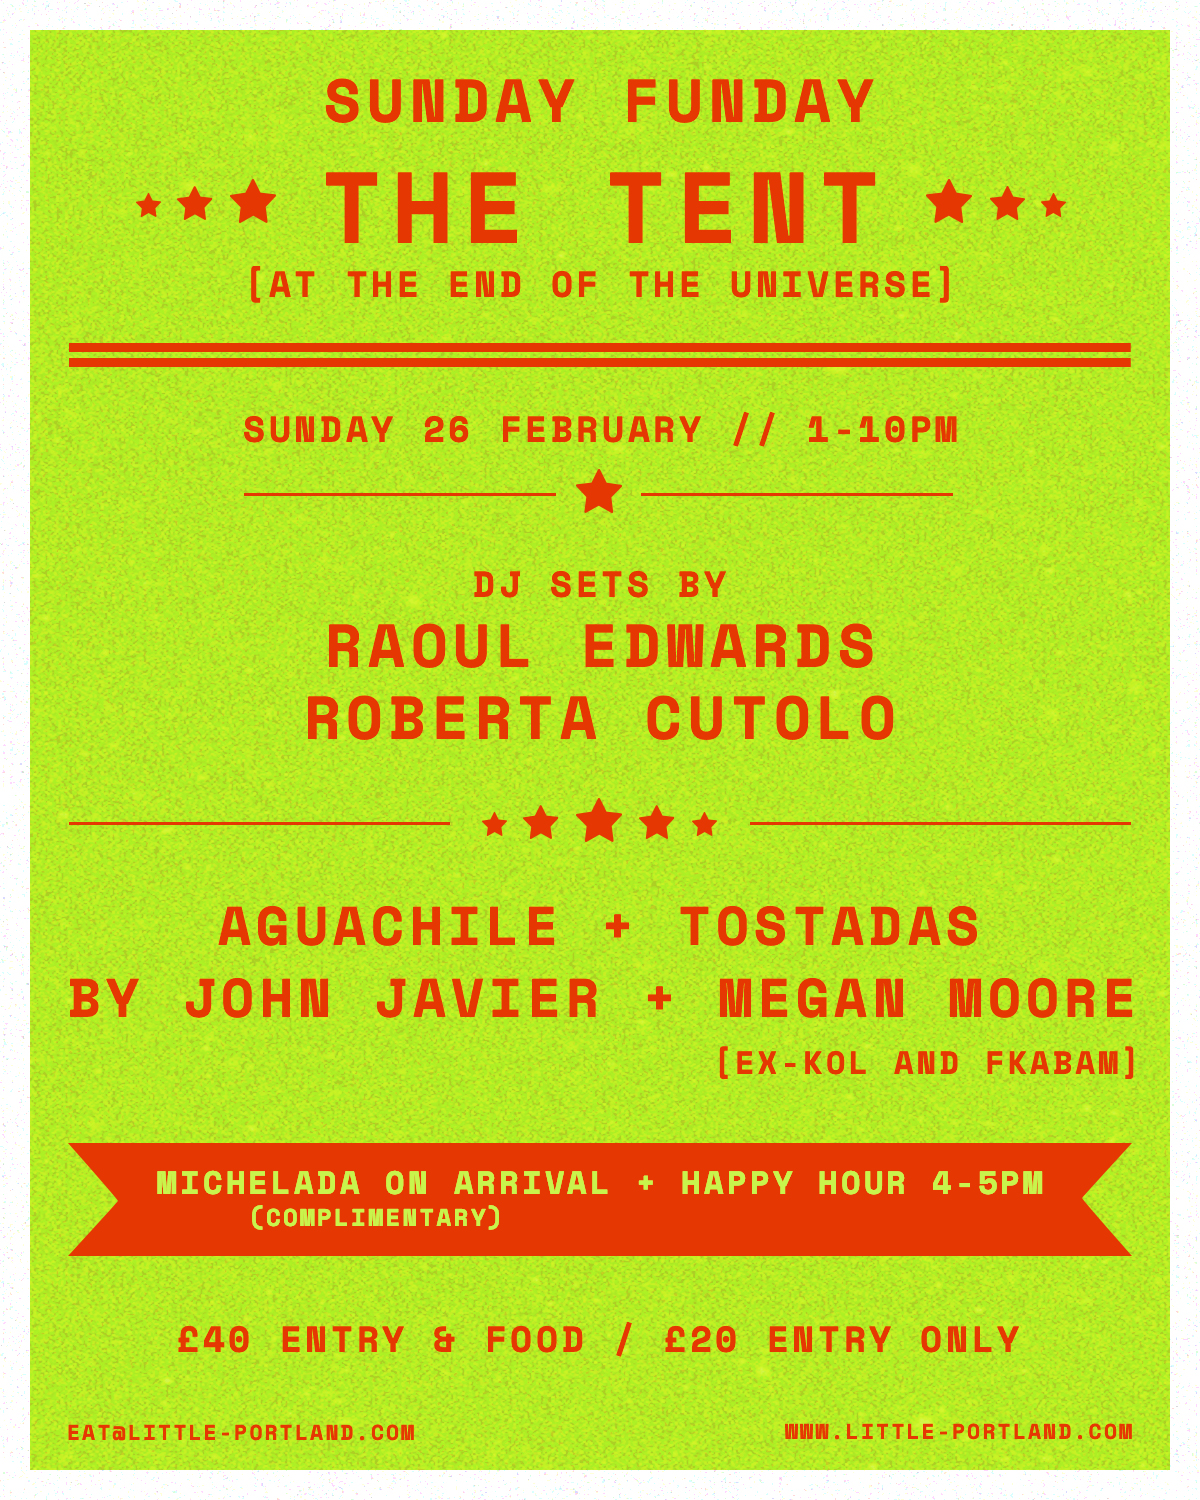 SUNDAY FUNDAY
THE TENT
[AT THE END OF THE UNIVERSE]
SUNDAY 26 FEBRUARY // 1-10PM
DJ SETS BY
RAOUL EDWARDS
ROBERTA CUTOLO
AGUACHILE + TOSTADAS
BY JOHN JAVIER + MEGAN MOORE
[EX-KOL AND FKABAM]
MICHELADA ON ARRIVAL + HAPPY HOUR 4-5PM
(COMPLIMENTARY)
£40 ENTRY & FOOD / £20 ENTRY ONLY
EAT@LITTLE-PORTLAND.COM
WWW.LITTLE-PORTLAND.COM